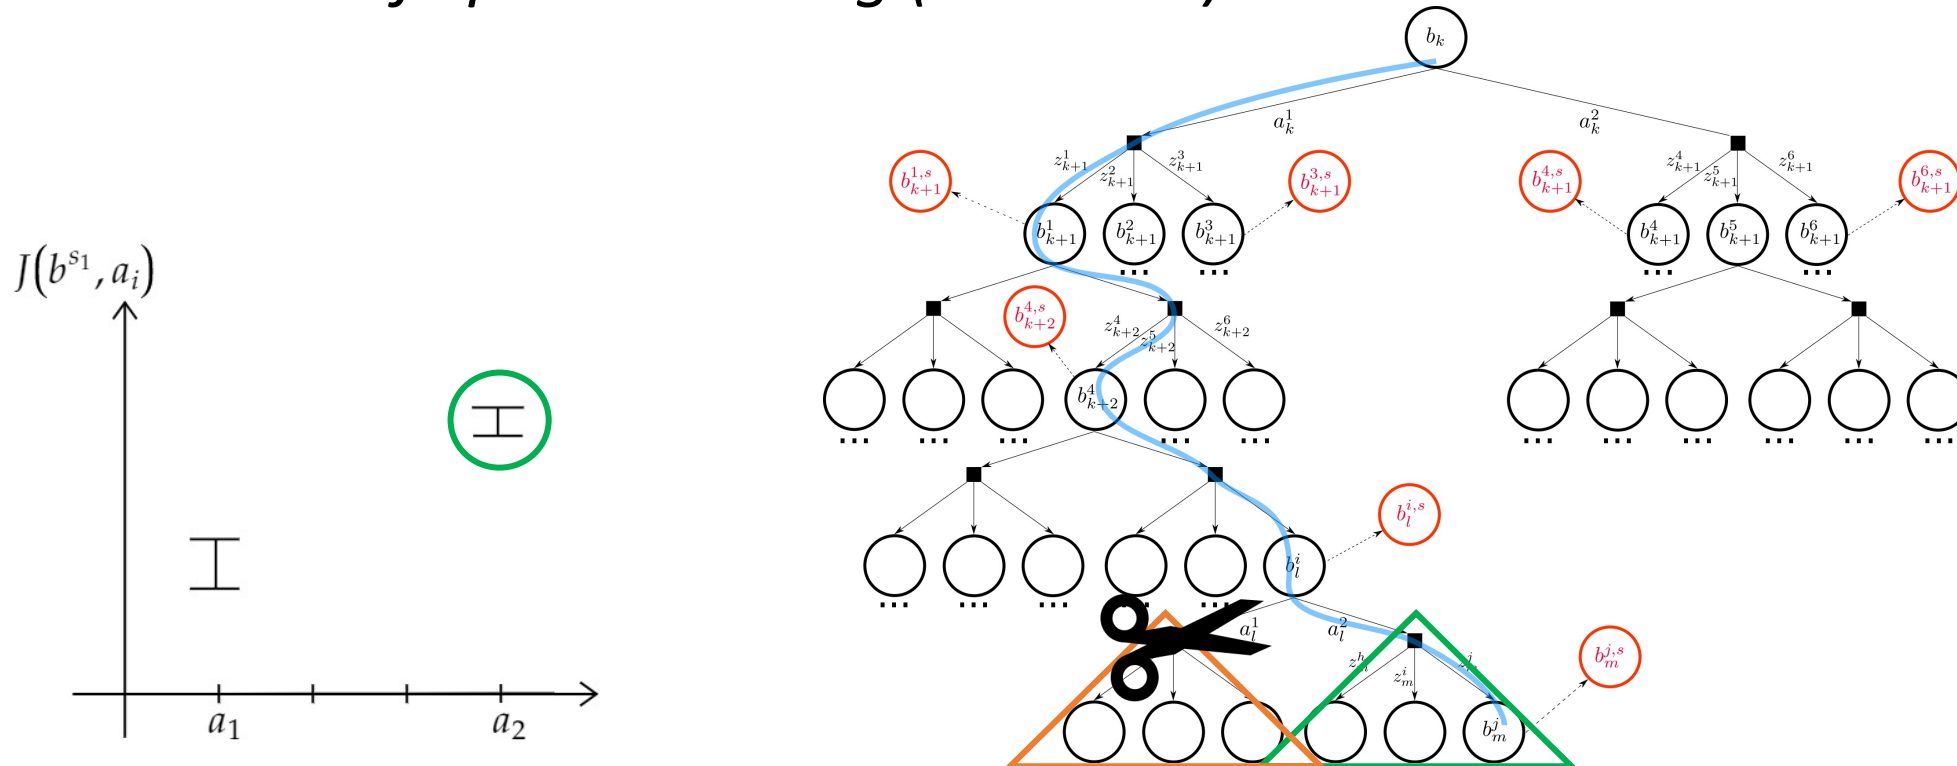 J(b^{s_1}, a_i)
a_1
a_2
b_k
a_k^1
a_k^2
z_{k+1}^1
z_{k+1}^2
z_{k+1}^3
z_{k+1}^4
z_{k+1}^5
z_{k+1}^6
b_{k+1}^{1,s}
b_{k+1}^{3,s}
b_{k+1}^{4,s}
b_{k+1}^{6,s}
b_{k+1}^1
b_{k+1}^2
b_{k+1}^3
b_{k+1}^4
b_{k+1}^5
b_{k+1}^6
b_{k+2}^{4,s}
z_{k+2}^4
z_{k+2}^5
z_{k+2}^6
b_{k+2}^4
b_l^{i,s}
b_l^i
a_l^1
a_l^2
z_m^i
b_m^{j,s}
b_m^j